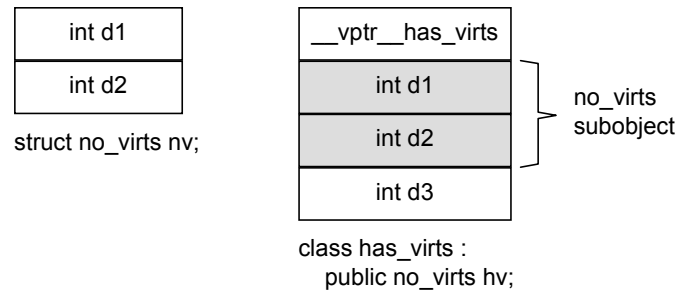 int d1
int d2
struct no_virts nv;
__vptr__has_virts
int d1
int d2
int d3
no_virts
subobject
class has_virts :
public no_virts hv;